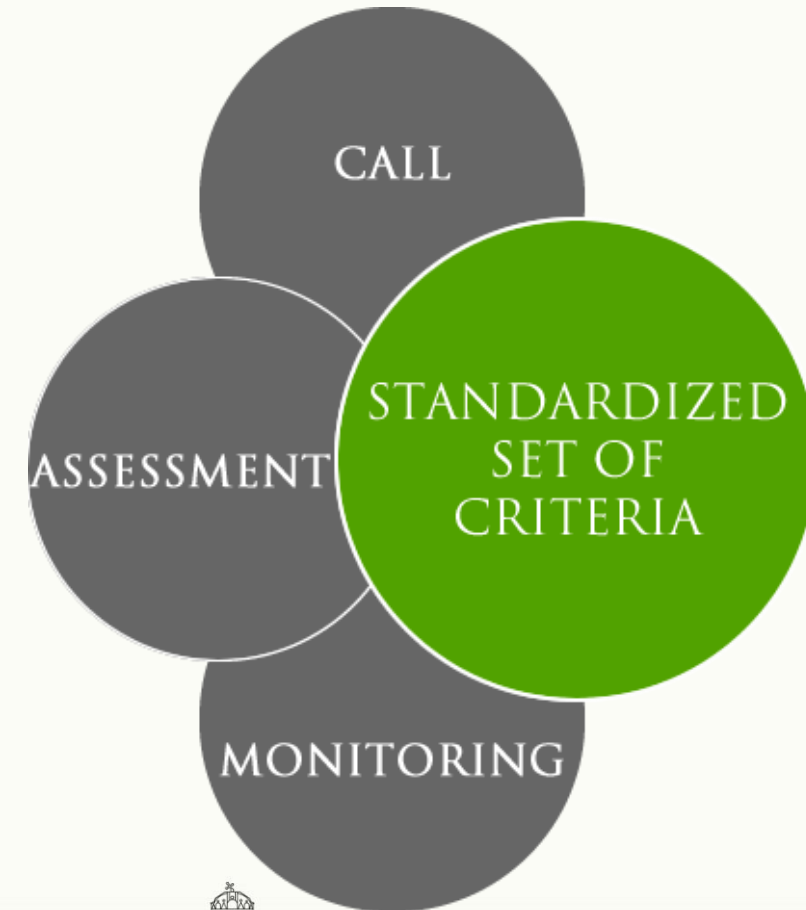 CALL
STANDARDIZED
SET OF
CRITERIA
ASSESSMENT
MONITORING